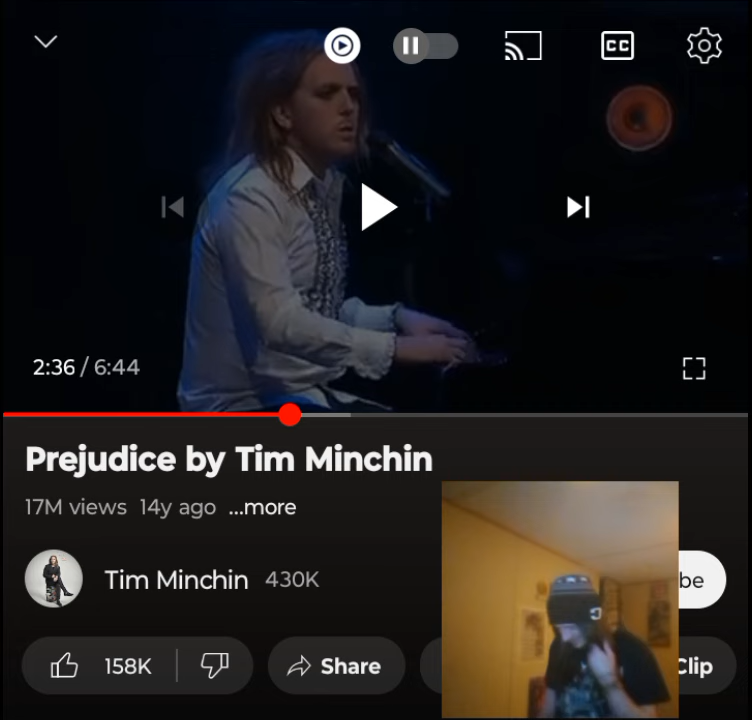 CC
2:36 / 6:44
Prejudice by Tim Minchin
17M views 14y ago ...more
Tim Minchin 430K
be
158K Share Clip